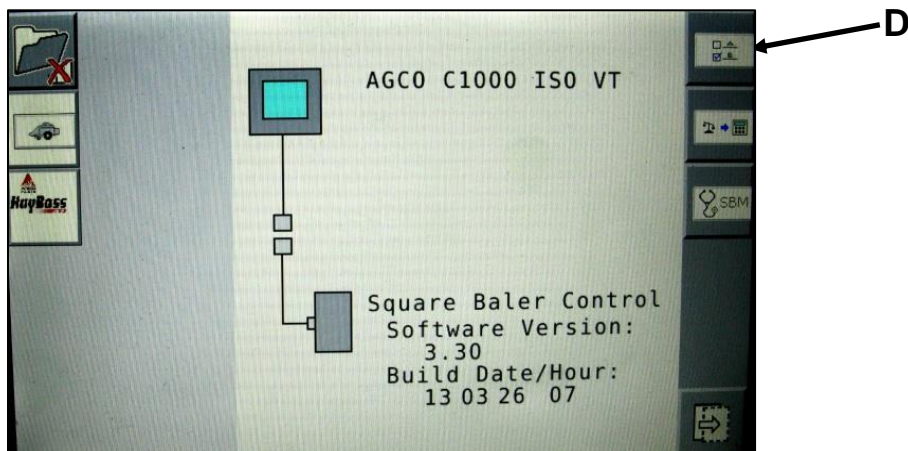 D
AGCO C1000 ISO VT
HayBoss
SBM
Square Baler Control
Software Version:
3.30
Build Date/Hour:
13 03 26 07